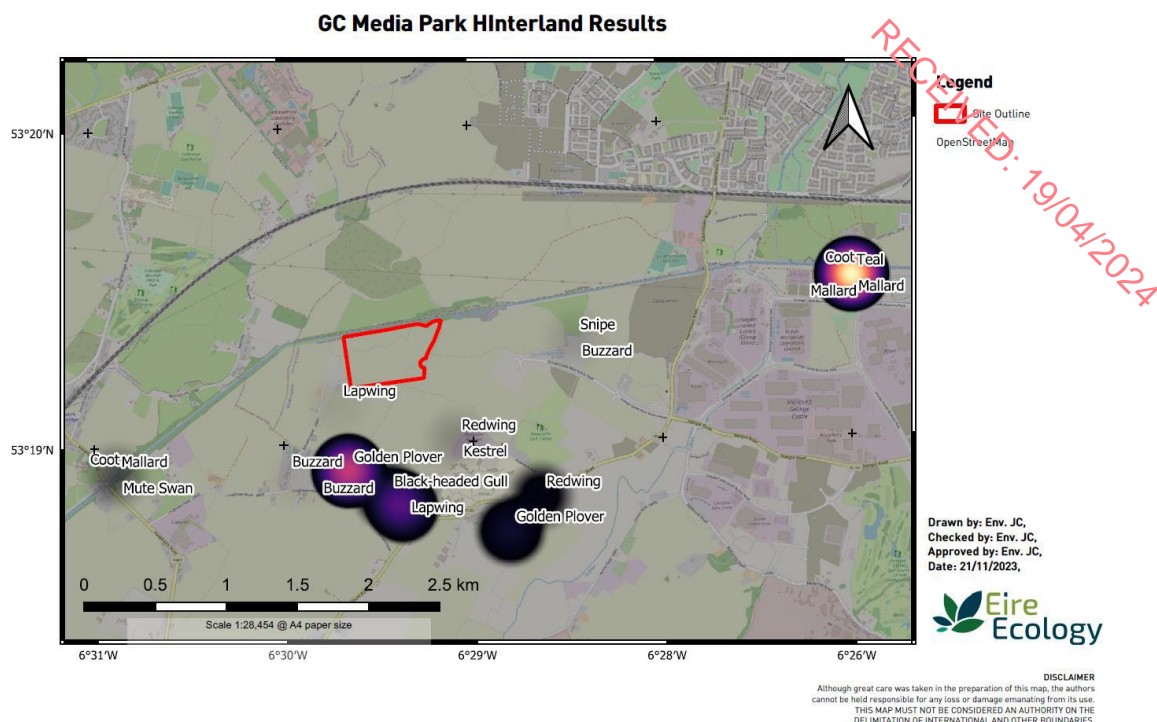 GC Media Park HInterland Results
RECEIVED: 19/04/2024
Legend
Site Outline
OpenStreetMap
53°20'N
53°19'N
Coot Teal
Mallard Mallard
Snipe
Buzzard
Lapwing
Redwing
Kestrel
Coot Mallard
Mute Swan
Buzzard Golden Plover
Buzzard
Black-headed Gull
Lapwing
Redwing
Golden Plover
0 0.5 1 1.5 2 2.5 km
Scale 1:28,454 @ A4 paper size
6°31'W 6°30'W 6°29'W 6°28'W 6°26'W
Drawn by: Env. JC,
Checked by: Env. JC,
Approved by: Env. JC,
Date: 21/11/2023,
Eire
Ecology
DISCLAIMER
Although great care was taken in the preparation of this map, the authors
cannot be held responsible for any loss or damage emanating from its use.
THIS MAP MUST NOT BE CONSIDERED AN AUTHORITY ON THE
DELIMITATION OF INTERNATIONAL AND OTHER BOUNDARIES.